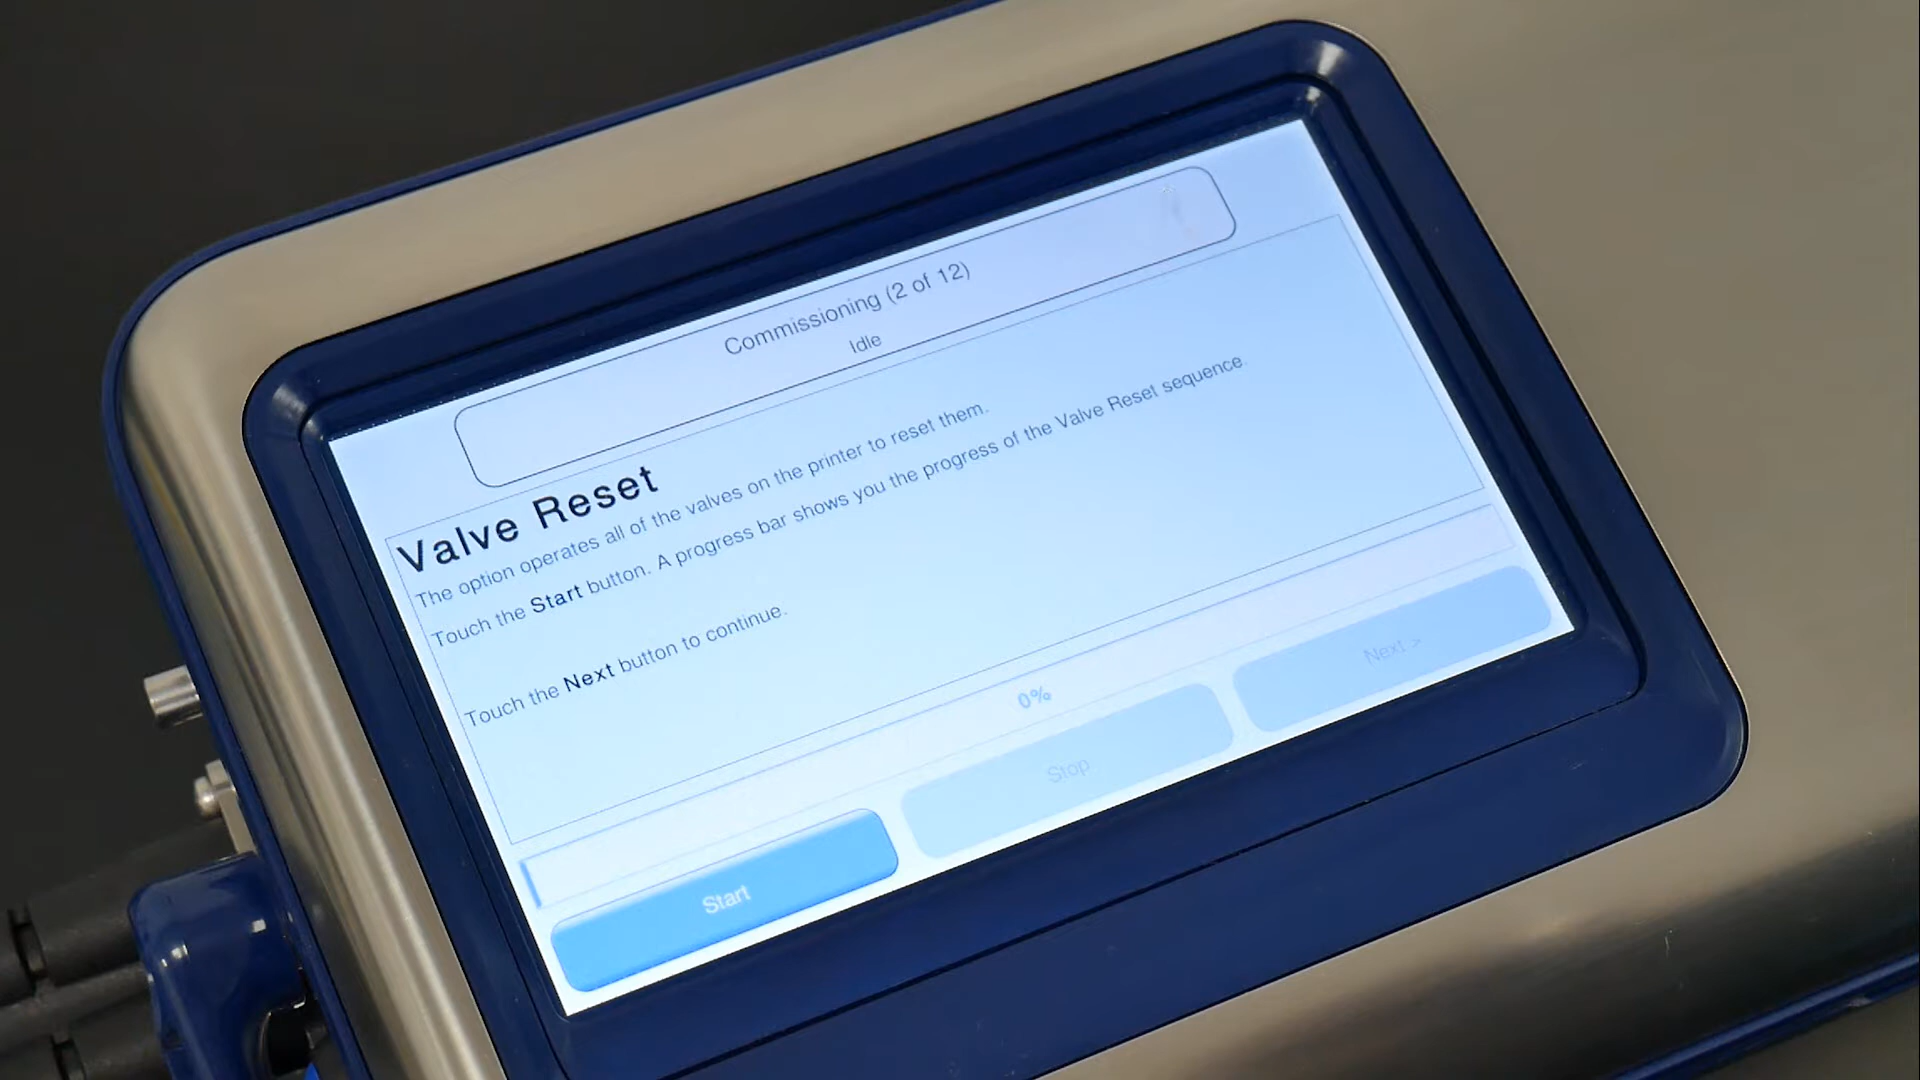 Commissioning (2 of 12)
Idle
Valve Reset
The option operates all of the valves on the printer to reset them.
Touch the Start button. A progress bar shows you the progress of the Valve Reset sequence.
Touch the Next button to continue.
0%
Start
Stop
Next >